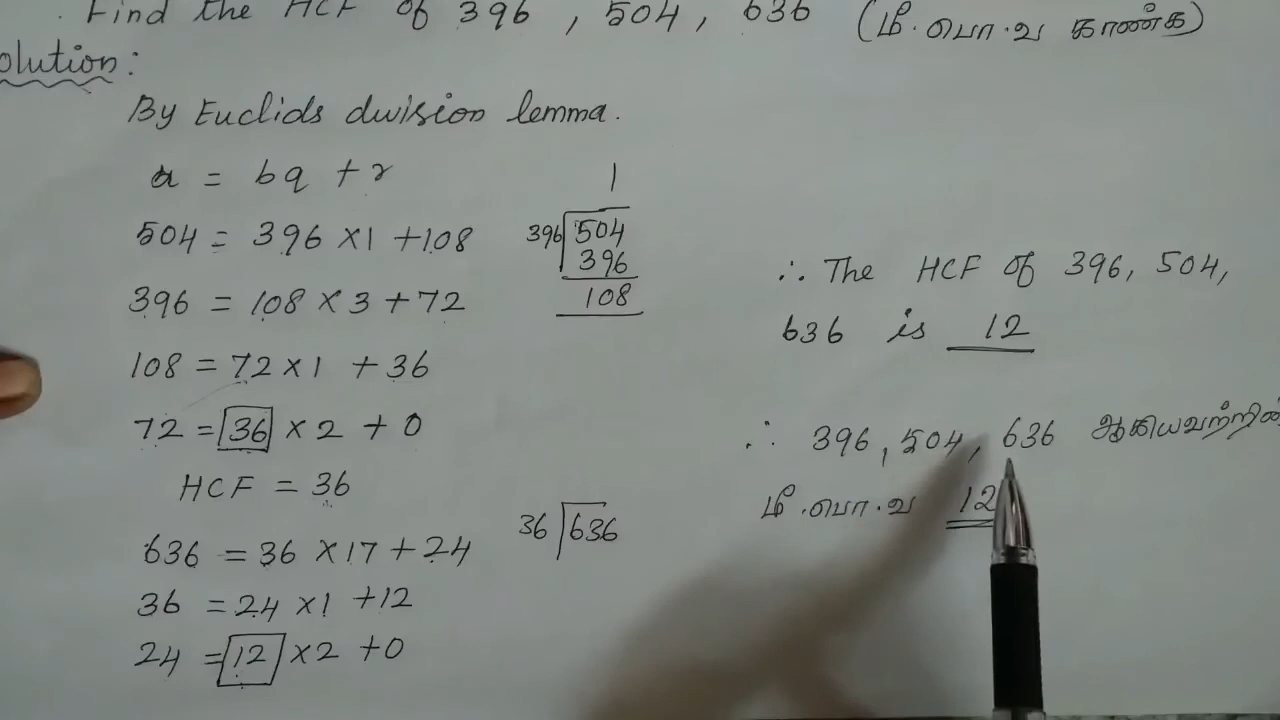 Find the HCF of 396, 504, 636 (மீ.பொ.வ காண்க)
olution:
By Euclids division lemma.
a = bq + r
504 = 396 × 1 + 108
396 = 108 × 3 + 72
108 = 72 × 1 + 36
72 = 36 × 2 + 0
HCF = 36
636 = 36 × 17 + 24
36 = 24 × 1 + 12
24 = 12 × 2 + 0
1
396 504
396
108
36 636
∴ The HCF of 396, 504,
636 is 12
∴ 396, 504, 636 ஆகியவற்றின்
மீ.பொ.வ 12